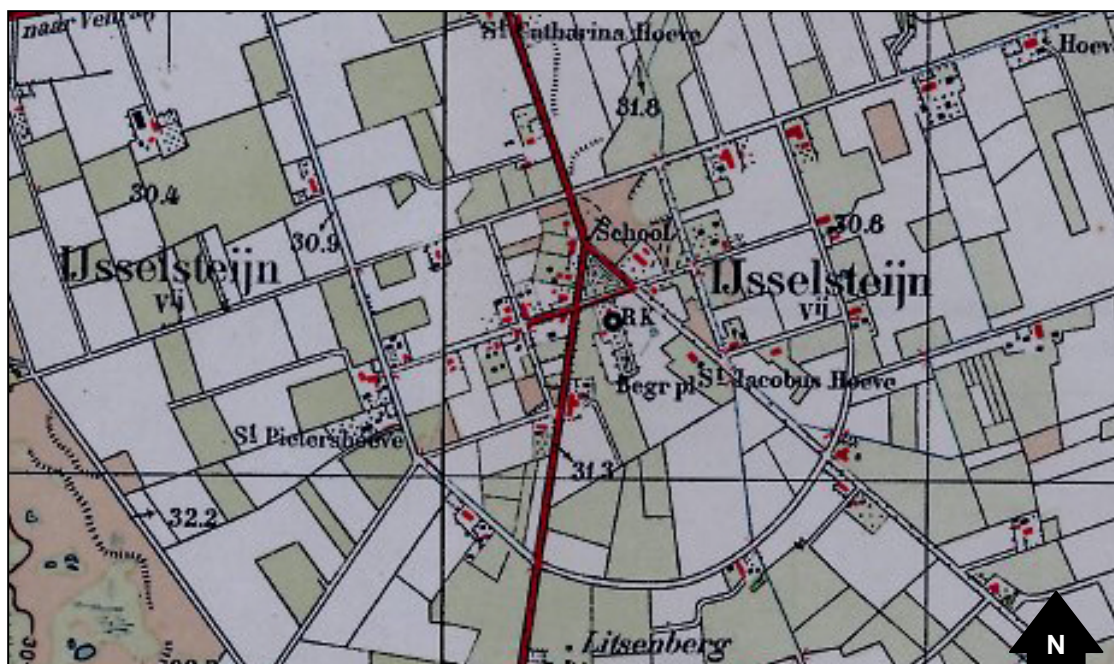 naar Venray
St Catharina Hoeve
Hoeve
31.8
30.4
30.9
School
30.8
IJsselsteijn
vij
IJsselsteijn
vij
R K
Begr pl
St Jacobus Hoeve
St Pietershoeve
31.3
32.2
Litsenberg
N